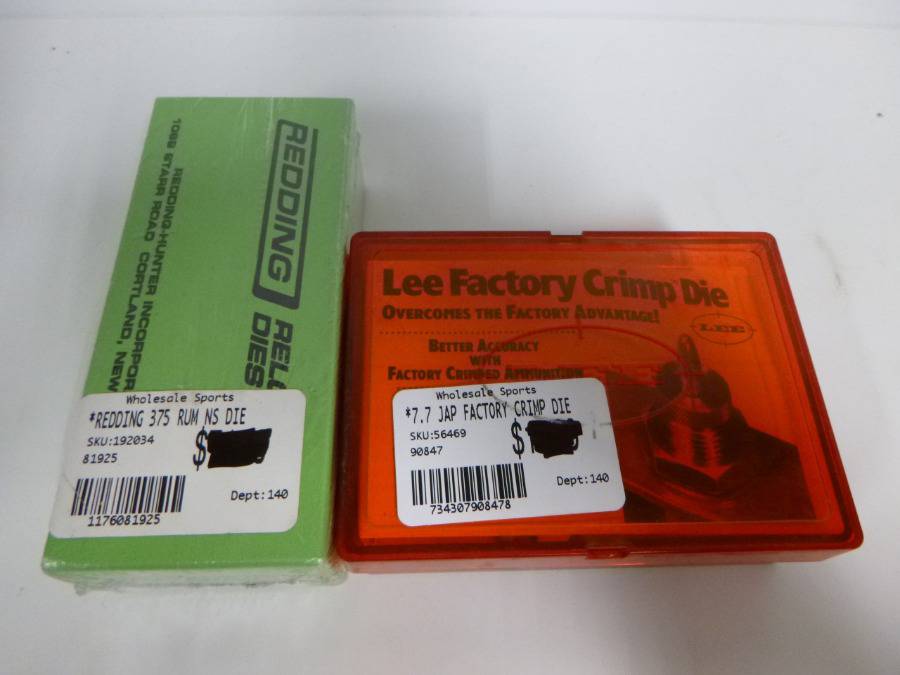 REDDING
RELO
DIES
REDDING-HUNTER INCORPOR
1089 STARR ROAD CORTLAND, NEW
Wholesale Sports
*REDDING 375 RUM NS DIE
SKU:192034
$
81925
Dept:140
1176081925
Lee Factory Crimp Die
OVERCOMES THE FACTORY ADVANTAGE!
LEE
BETTER ACCURACY
WITH
FACTORY CRIMPED AMMUNITION
Wholesale Sports
*7.7 JAP FACTORY CRIMP DIE
SKU:56469
$
90847
Dept:140
734307908478